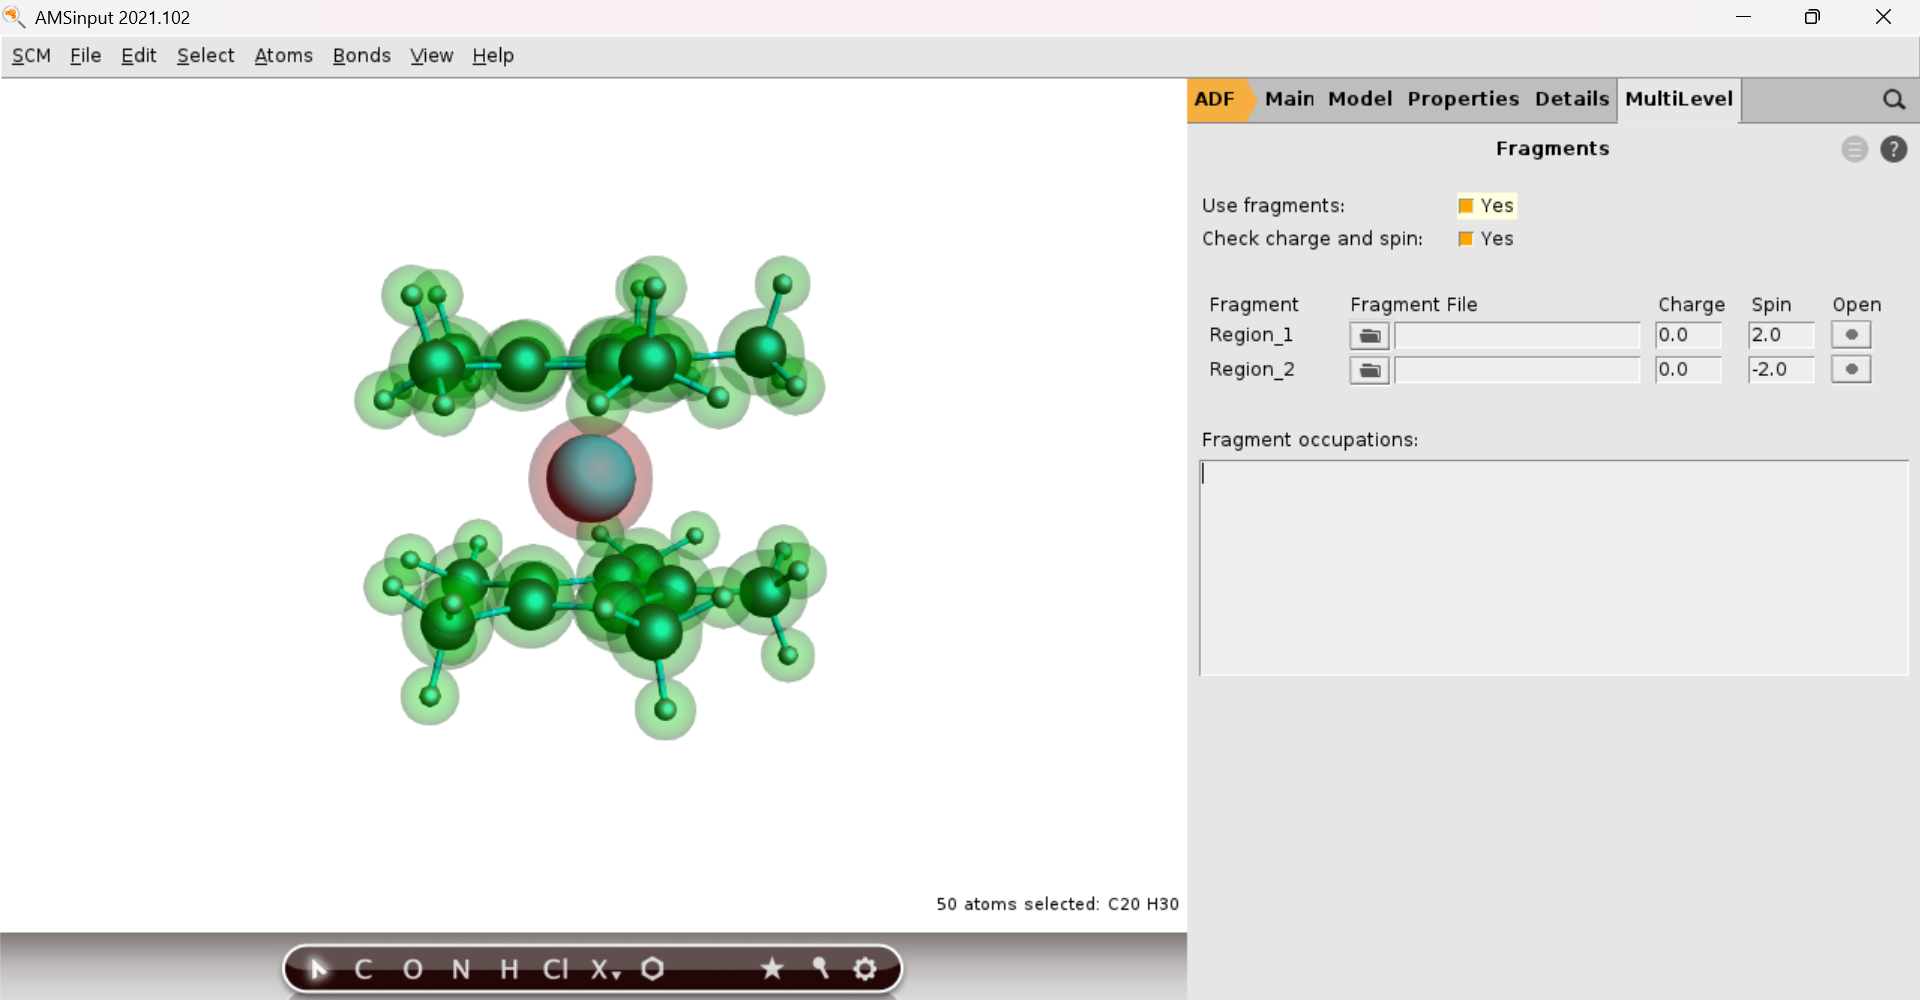 AMSinput 2021.102
SCM File Edit Select Atoms Bonds View Help
ADF Main Model Properties Details MultiLevel
Fragments
?
Use fragments: Yes
Check charge and spin: Yes
Fragment Fragment File Charge Spin Open
Region_1 0.0 2.0
Region_2 0.0 -2.0
Fragment occupations:
50 atoms selected: C20 H30
C O N H Cl X